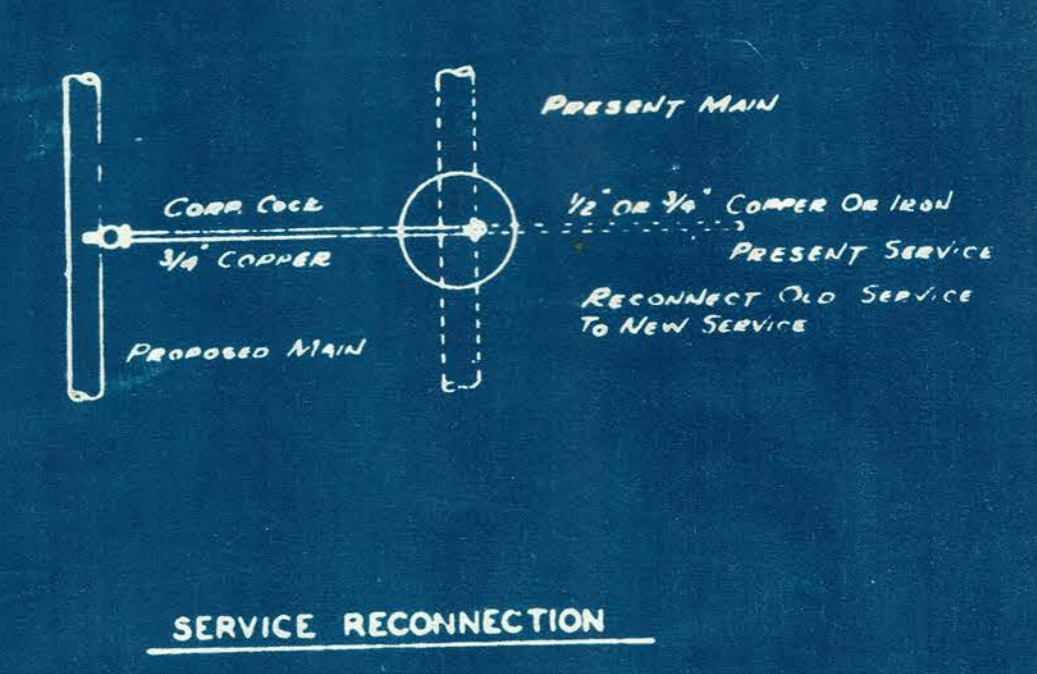 PRESENT MAIN
CORP. COCK
1/2" OR 3/4" COPPER OR IRON
3/4" COPPER
PRESENT SERVICE
RECONNECT OLD SERVICE
TO NEW SERVICE
PROPOSED MAIN
SERVICE RECONNECTION